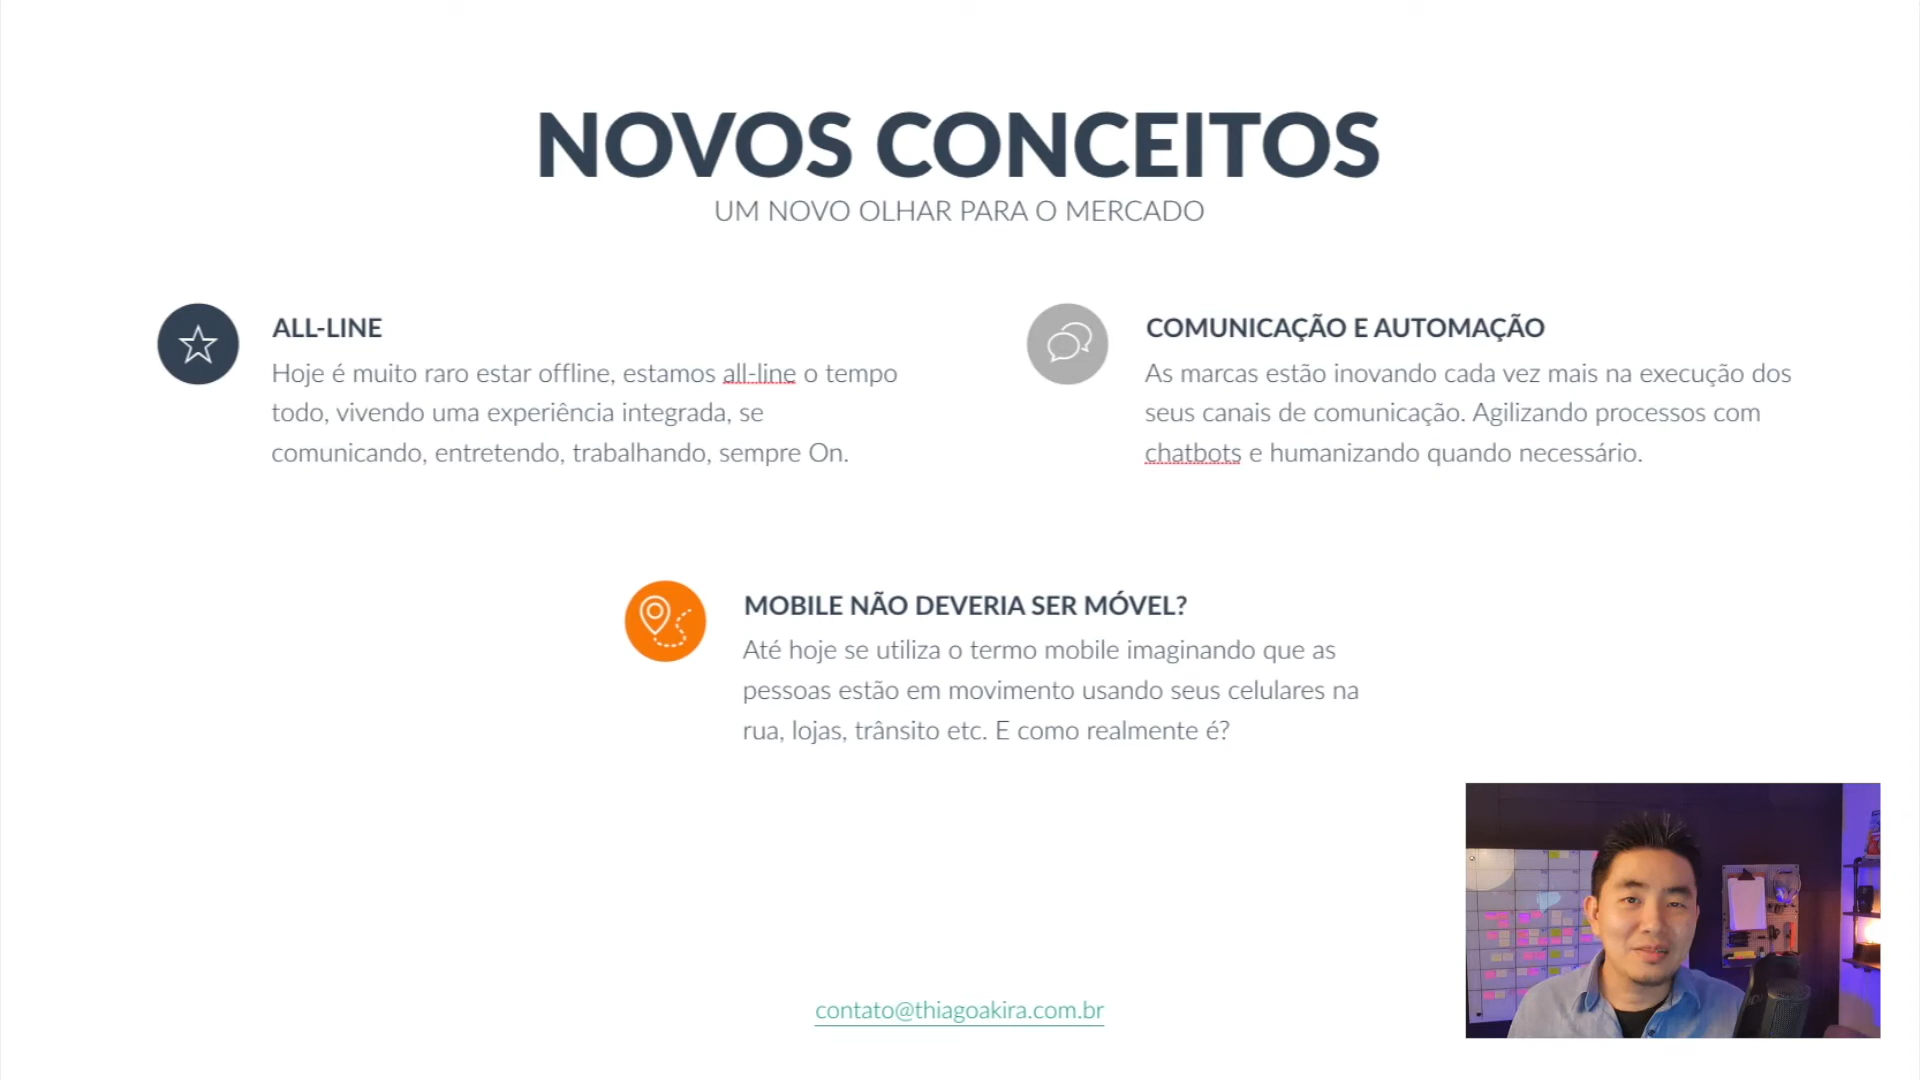 NOVOS CONCEITOS
UM NOVO OLHAR PARA O MERCADO
ALL-LINE
Hoje é muito raro estar offline, estamos all-line o tempo
todo, vivendo uma experiência integrada, se
comunicando, entretendo, trabalhando, sempre On.
COMUNICAÇÃO E AUTOMAÇÃO
As marcas estão inovando cada vez mais na execução dos
seus canais de comunicação. Agilizando processos com
chatbots e humanizando quando necessário.
MOBILE NÃO DEVERIA SER MÓVEL?
Até hoje se utiliza o termo mobile imaginando que as
pessoas estão em movimento usando seus celulares na
rua, lojas, trânsito etc. E como realmente é?
contato@thiagoakira.com.br